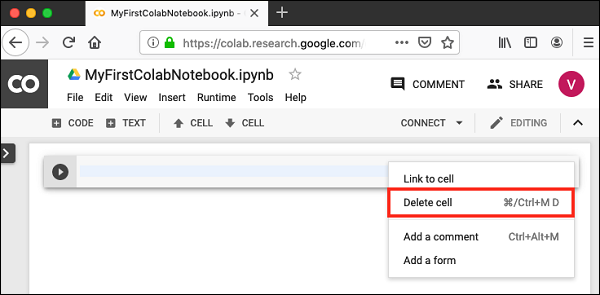 MyFirstColabNotebook.ipynb -
https://colab.research.google.com/
CO MyFirstColabNotebook.ipynb
COMMENT SHARE V
File Edit View Insert Runtime Tools Help
CODE TEXT CELL CELL CONNECT EDITING
Link to cell
Delete cell ⌘/Ctrl+M D
Add a comment Ctrl+Alt+M
Add a form